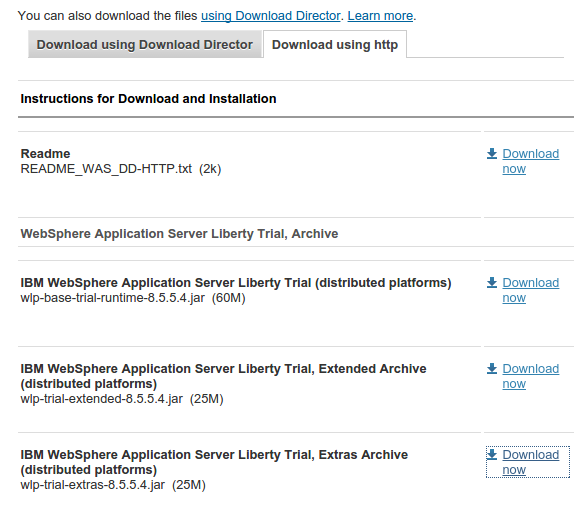 You can also download the files using Download Director. Learn more.
Download using Download Director
Download using http
Instructions for Download and Installation
Readme
README_WAS_DD-HTTP.txt (2k)
Download
now
WebSphere Application Server Liberty Trial, Archive
IBM WebSphere Application Server Liberty Trial (distributed platforms)
wlp-base-trial-runtime-8.5.5.4.jar (60M)
Download
now
IBM WebSphere Application Server Liberty Trial, Extended Archive
(distributed platforms)
wlp-trial-extended-8.5.5.4.jar (25M)
Download
now
IBM WebSphere Application Server Liberty Trial, Extras Archive
(distributed platforms)
wlp-trial-extras-8.5.5.4.jar (25M)
Download
now